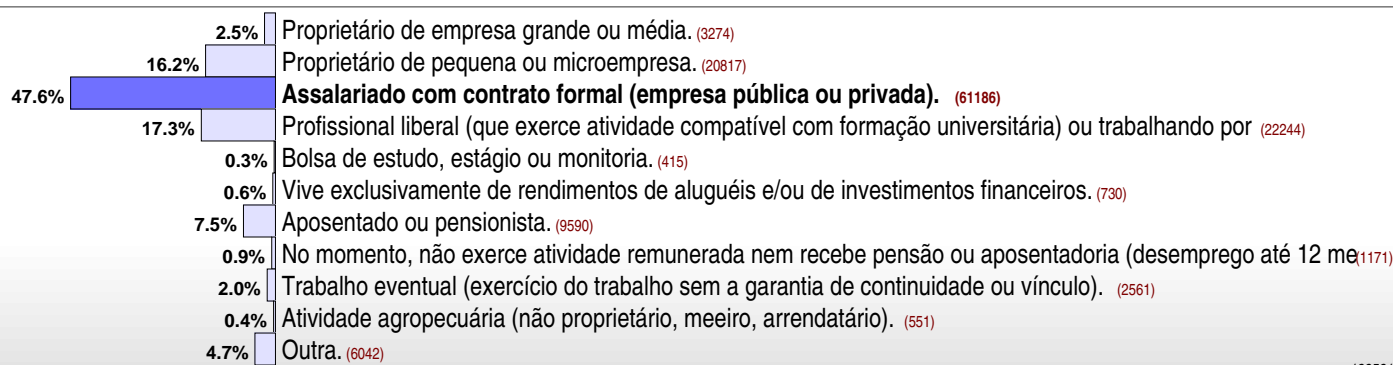 2.5% Proprietário de empresa grande ou média. (3274)
16.2% Proprietário de pequena ou microempresa. (20817)
47.6% Assalariado com contrato formal (empresa pública ou privada). (61186)
17.3% Profissional liberal (que exerce atividade compatível com formação universitária) ou trabalhando por (22244)
0.3% Bolsa de estudo, estágio ou monitoria. (415)
0.6% Vive exclusivamente de rendimentos de aluguéis e/ou de investimentos financeiros. (730)
7.5% Aposentado ou pensionista. (9590)
0.9% No momento, não exerce atividade remunerada nem recebe pensão ou aposentadoria (desemprego até 12 me(1171)
2.0% Trabalho eventual (exercício do trabalho sem a garantia de continuidade ou vínculo). (2561)
0.4% Atividade agropecuária (não proprietário, meeiro, arrendatário). (551)
4.7% Outra. (6042)